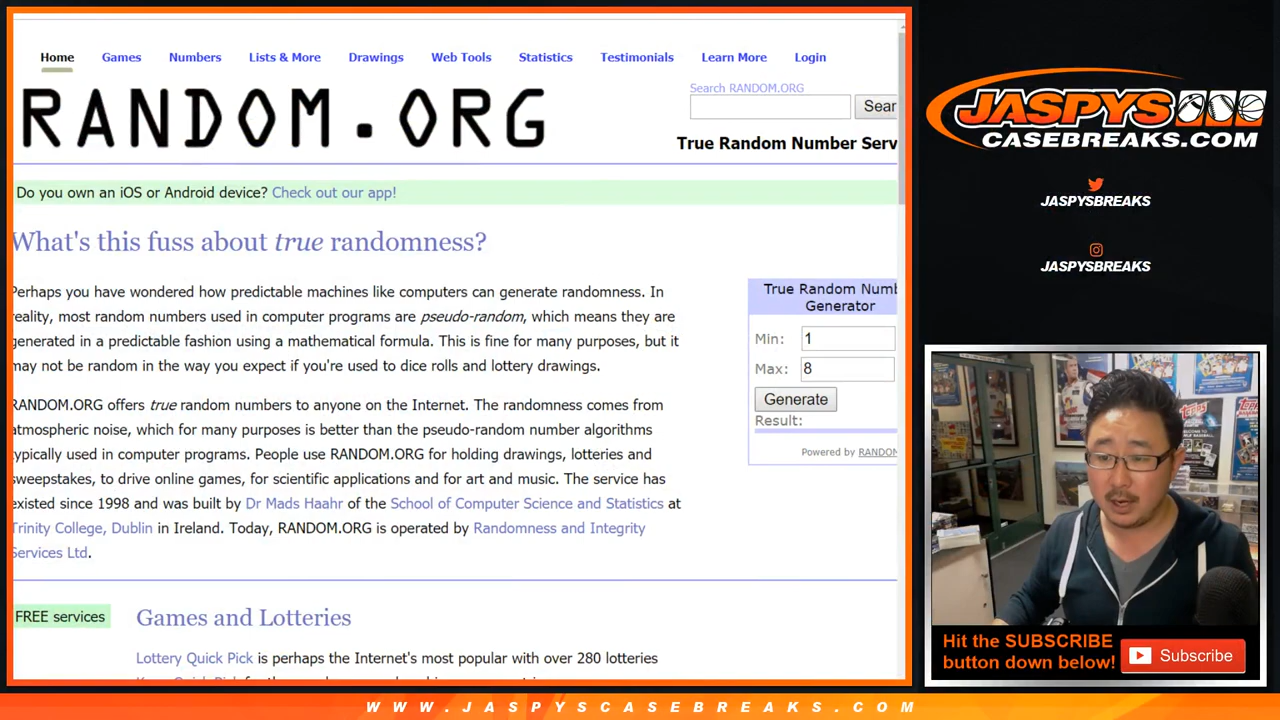 Home Games Numbers Lists & More Drawings Web Tools Statistics Testimonials Learn More Login
RANDOM.ORG
Search RANDOM.ORG
Sear
True Random Number Serv
Do you own an iOS or Android device? Check out our app!
What's this fuss about true randomness?
Perhaps you have wondered how predictable machines like computers can generate randomness. In
reality, most random numbers used in computer programs are pseudo-random, which means they are
generated in a predictable fashion using a mathematical formula. This is fine for many purposes, but it
may not be random in the way you expect if you're used to dice rolls and lottery drawings.
RANDOM.ORG offers true random numbers to anyone on the Internet. The randomness comes from
atmospheric noise, which for many purposes is better than the pseudo-random number algorithms
typically used in computer programs. People use RANDOM.ORG for holding drawings, lotteries and
sweepstakes, to drive online games, for scientific applications and for art and music. The service has
existed since 1998 and was built by Dr Mads Haahr of the School of Computer Science and Statistics at
Trinity College, Dublin in Ireland. Today, RANDOM.ORG is operated by Randomness and Integrity
Services Ltd.
True Random Numb
Generator
Min: 1
Max: 8
Generate
Result:
Powered by RANDOM
FREE services
Games and Lotteries
Lottery Quick Pick is perhaps the Internet's most popular with over 280 lotteries
JASPYS
CASEBREAKS.COM
JASPYSBREAKS
JASPYSBREAKS
Topps
Hit the SUBSCRIBE
button down below!
Subscribe
WWW.JASPYSCASEBREAKS.COM